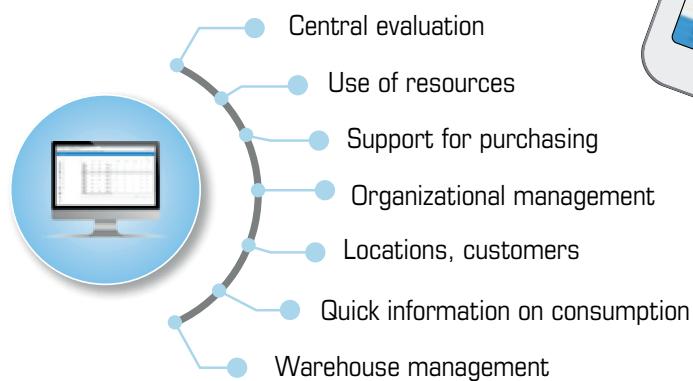 Central evaluation
Use of resources
Support for purchasing
Organizational management
Locations, customers
Quick information on consumption
Warehouse management